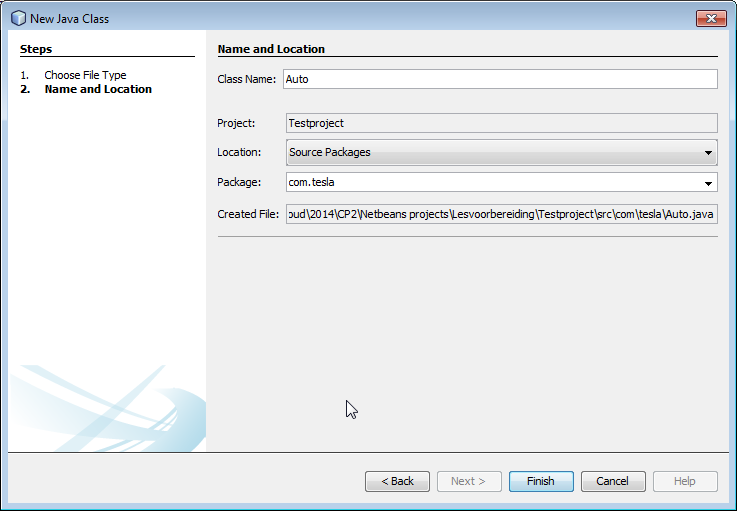 New Java Class
Steps
1. Choose File Type
2. Name and Location
Name and Location
Class Name: Auto
Project: Testproject
Location: Source Packages
Package: com.tesla
Created File: oud\2014\CP2\Netbeans projects\Lesvoorbereiding\Testproject\src\com\tesla\Auto.java
< Back Next > Finish Cancel Help